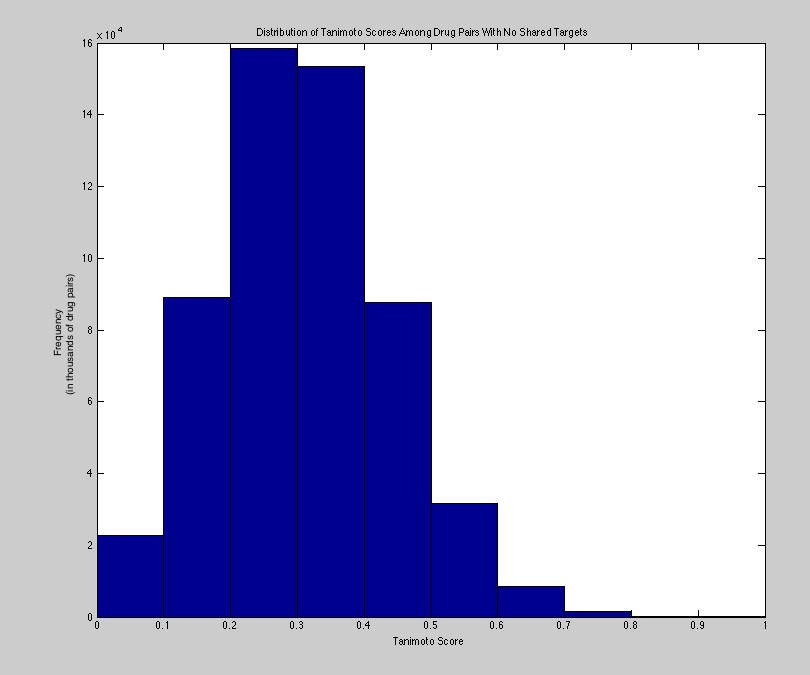 Distribution of Tanimoto Scores Among Drug Pairs With No Shared Targets
x 10^4
16
14
12
10
8
6
4
2
0
Frequency
(in thousands of drug pairs)
0 0.1 0.2 0.3 0.4 0.5 0.6 0.7 0.8 0.9 1
Tanimoto Score